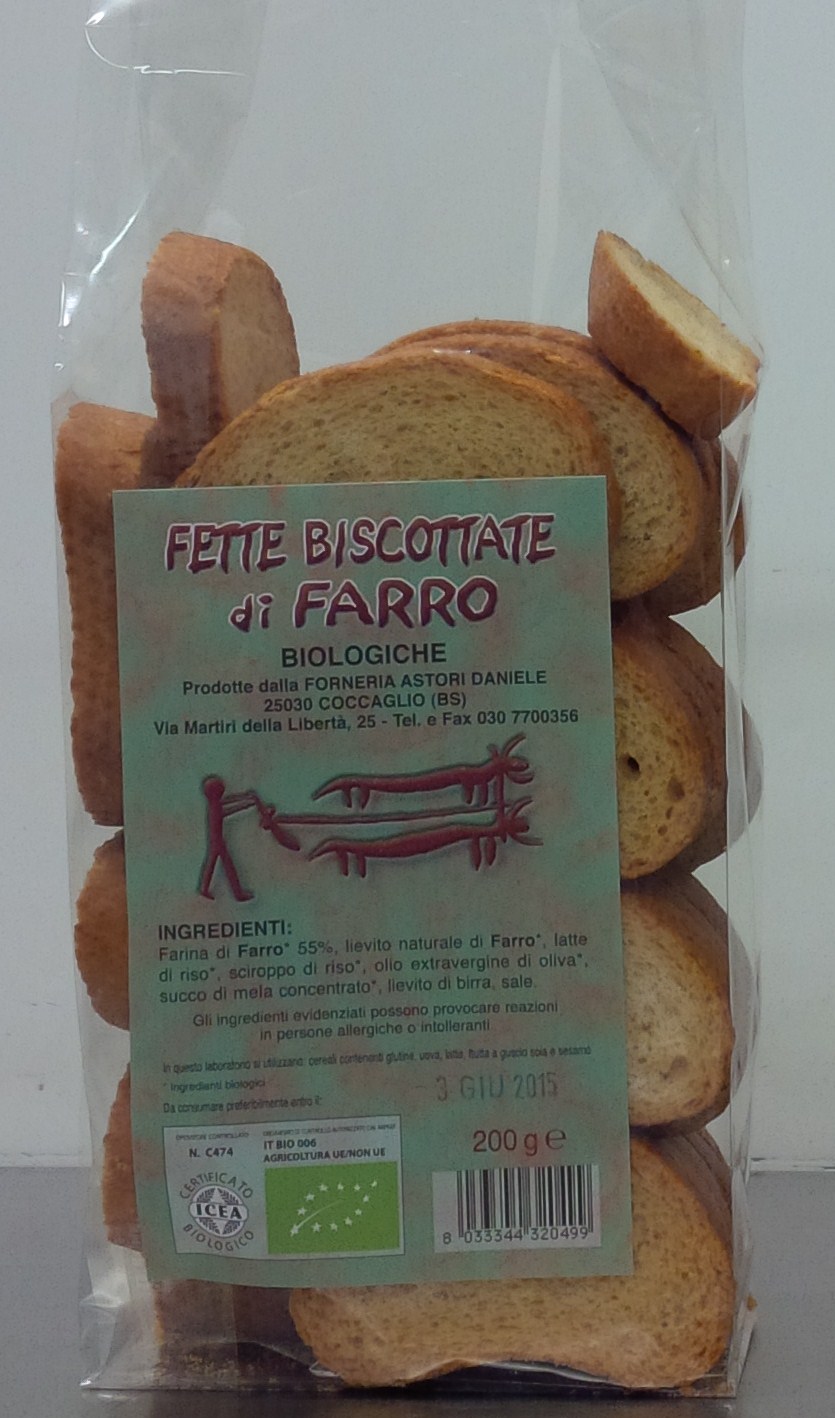 FETTE BISCOTTATE
di FARRO
BIOLOGICHE
Prodotte dalla FORNERIA ASTORI DANIELE
25030 COCCAGLIO (BS)
Via Martiri della Libertà, 25 - Tel. e Fax 030 7700356
INGREDIENTI:
Farina di Farro* 55%, lievito naturale di Farro*, latte
di riso*, sciroppo di riso*, olio extravergine di oliva*,
succo di mela concentrato*, lievito di birra, sale.
Gli ingredienti evidenziati possono provocare reazioni
in persone allergiche o intolleranti
In questo laboratorio si utilizzano: cereali contenenti glutine, uova, latte, frutta a guscio soia e sesamo
* Ingredienti biologici
Da consumare preferibilmente entro il:
3 GIU 2015
200 g e
OPERATORE CONTROLLATO
N. C474
IT BIO 006
AGRICOLTURA UE/NON UE
CERTIFICATO
ICEA
BIOLOGICO
8 033344 320499